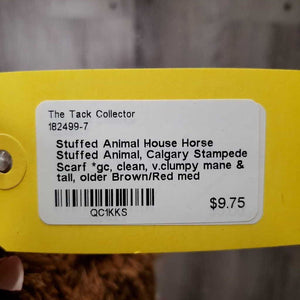 The Tack Collector
182499-7
Stuffed Animal House Horse
Stuffed Animal, Calgary Stampede
Scarf *gc, clean, v.clumpy mane &
tail, older Brown/Red med
QC1KKS
$9.75